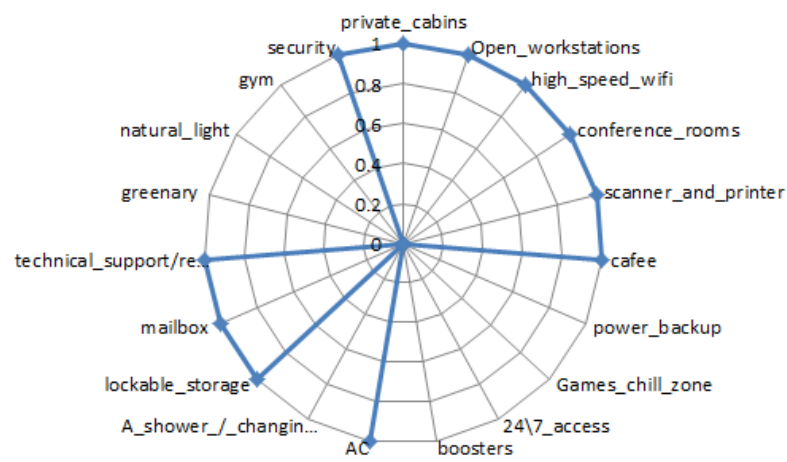 private_cabins
security
1
Open_workstations
gym
0.8
high_speed_wifi
natural_light
0.6
conference_rooms
0.4
greenary
0.2
scanner_and_printer
0
technical_support/re...
cafee
mailbox
power_backup
lockable_storage
Games_chill_zone
A_shower_/_changin...
24\7_access
AC
boosters